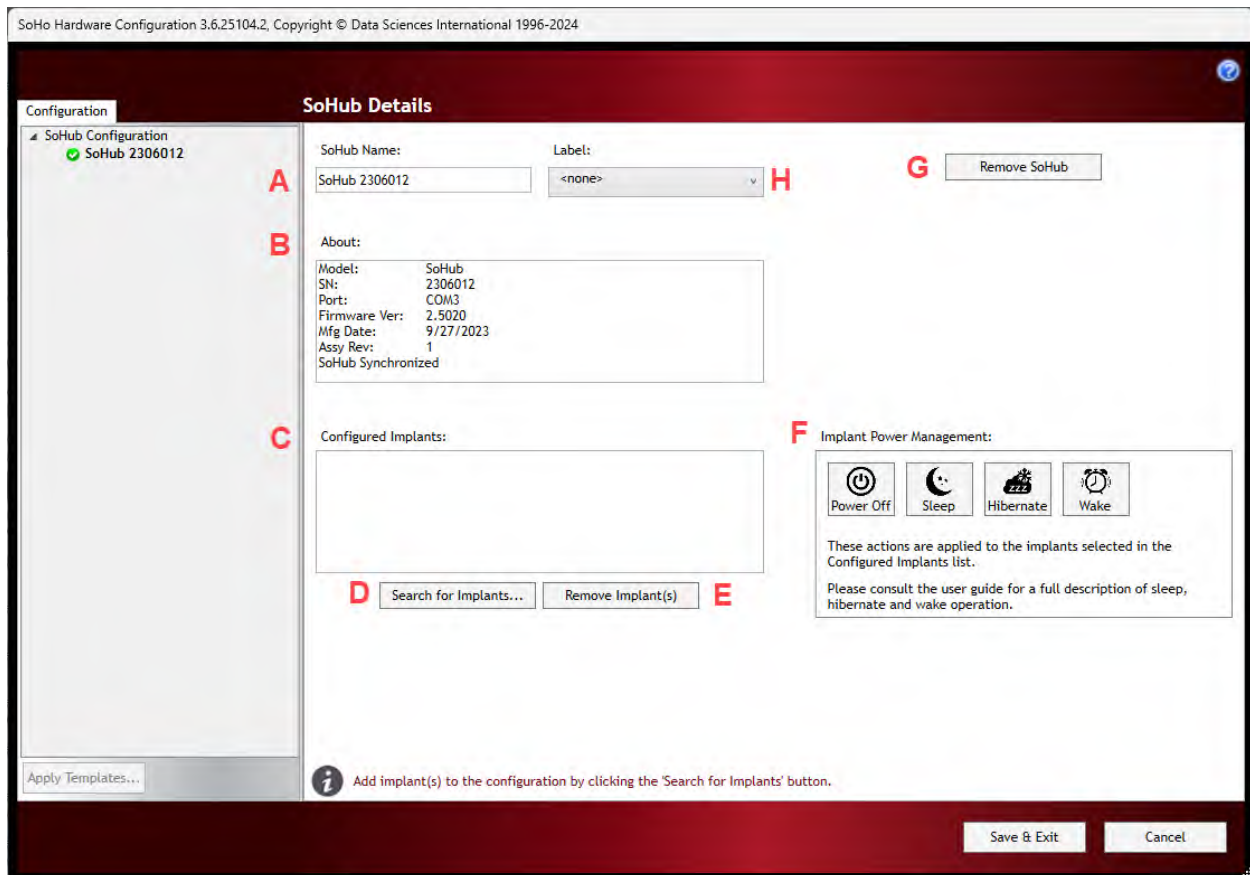 SoHo Hardware Configuration 3.6.25104.2, Copyright © Data Sciences International 1996-2024
Configuration
SoHub Details
SoHub Configuration
SoHub 2306012
SoHub Name:
Label:
A
SoHub 2306012
<none>
H
G
Remove SoHub
B
About:
Model: SoHub
SN: 2306012
Port: COM3
Firmware Ver: 2.5020
Mfg Date: 9/27/2023
Assy Rev: 1
SoHub Synchronized
C
Configured Implants:
F
Implant Power Management:
Power Off
Sleep
Hibernate
Wake
These actions are applied to the implants selected in the
Configured Implants list.
Please consult the user guide for a full description of sleep,
hibernate and wake operation.
D
Search for Implants...
Remove Implant(s)
E
Apply Templates...
Add implant(s) to the configuration by clicking the 'Search for Implants' button.
Save & Exit
Cancel